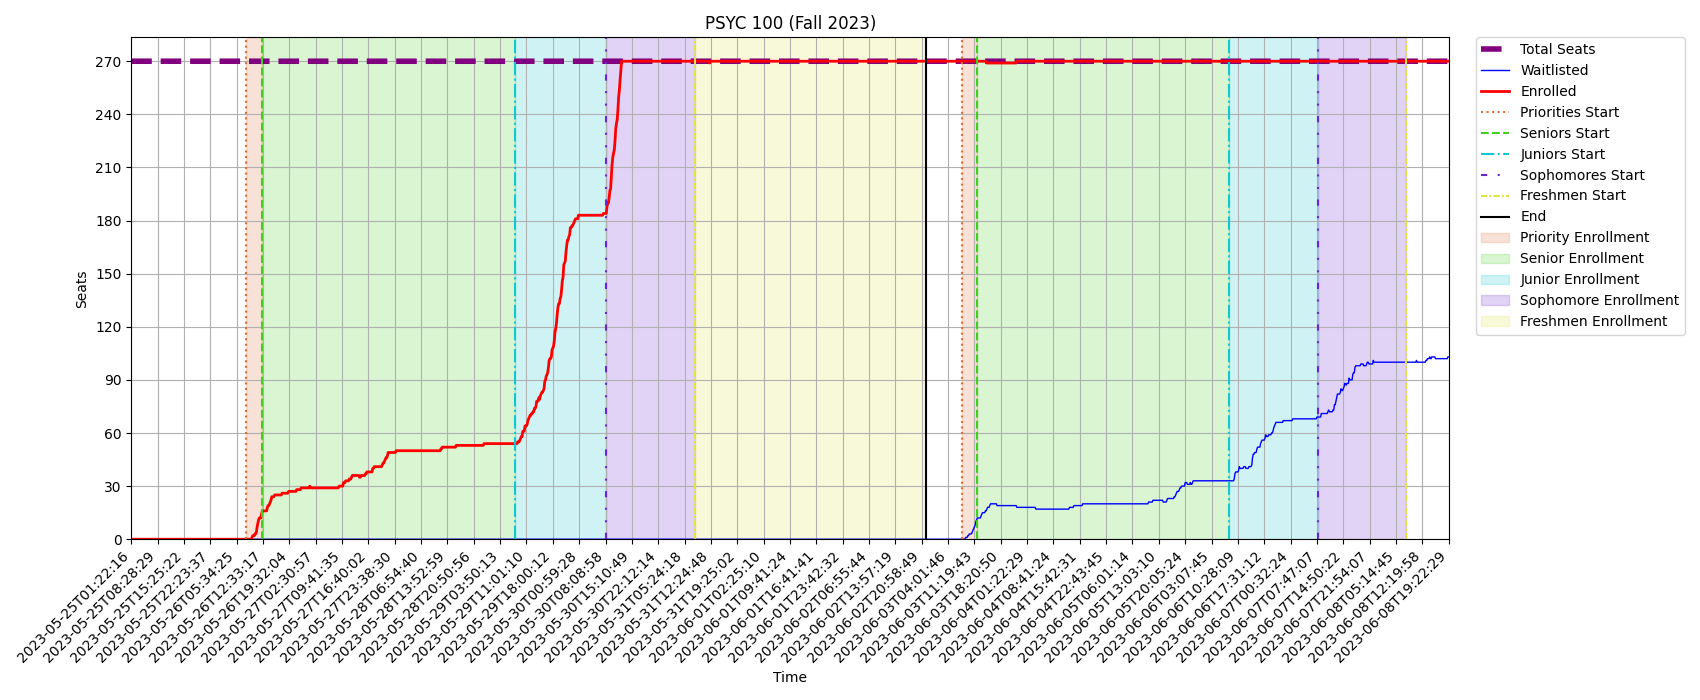 PSYC 100 (Fall 2023)
Seats
270
240
210
180
150
120
90
60
30
0
2023-05-25T01:22:16
2023-05-25T08:28:29
2023-05-25T15:25:22
2023-05-25T22:23:37
2023-05-26T05:34:25
2023-05-26T12:33:17
2023-05-26T19:32:04
2023-05-27T02:30:57
2023-05-27T09:41:35
2023-05-27T16:40:02
2023-05-27T23:38:30
2023-05-28T06:54:40
2023-05-28T13:52:59
2023-05-28T20:50:56
2023-05-29T03:50:13
2023-05-29T11:01:10
2023-05-29T18:00:12
2023-05-30T00:59:28
2023-05-30T08:08:58
2023-05-30T15:10:49
2023-05-30T22:12:14
2023-05-31T05:24:18
2023-05-31T12:24:48
2023-05-31T19:25:02
2023-06-01T02:25:10
2023-06-01T09:41:24
2023-06-01T16:41:41
2023-06-01T23:42:32
2023-06-02T06:55:44
2023-06-02T13:57:19
2023-06-02T20:58:49
2023-06-03T04:01:46
2023-06-03T11:19:43
2023-06-03T18:20:50
2023-06-04T01:22:29
2023-06-04T08:41:24
2023-06-04T15:42:31
2023-06-04T22:43:45
2023-06-05T06:01:14
2023-06-05T13:03:10
2023-06-05T20:05:24
2023-06-06T03:07:45
2023-06-06T10:28:09
2023-06-06T17:31:12
2023-06-07T00:32:24
2023-06-07T07:47:07
2023-06-07T14:50:22
2023-06-07T21:54:07
2023-06-08T05:14:45
2023-06-08T12:19:58
2023-06-08T19:22:29
Time
Total Seats
Waitlisted
Enrolled
Priorities Start
Seniors Start
Juniors Start
Sophomores Start
Freshmen Start
End
Priority Enrollment
Senior Enrollment
Junior Enrollment
Sophomore Enrollment
Freshmen Enrollment